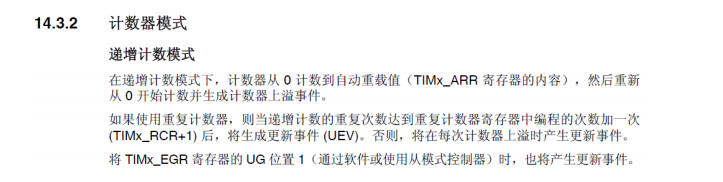 14.3.2 计数器模式
递增计数模式
在递增计数模式下，计数器从 0 计数到自动重载值（TIMx_ARR 寄存器的内容），然后重新
从 0 开始计数并生成计数器上溢事件。
如果使用重复计数器，则当递增计数的重复次数达到重复计数器寄存器中编程的次数加一次
(TIMx_RCR+1) 后，将生成更新事件 (UEV)。否则，将在每次计数器上溢时产生更新事件。
将 TIMx_EGR 寄存器的 UG 位置 1（通过软件或使用从模式控制器）时，也将产生更新事件。